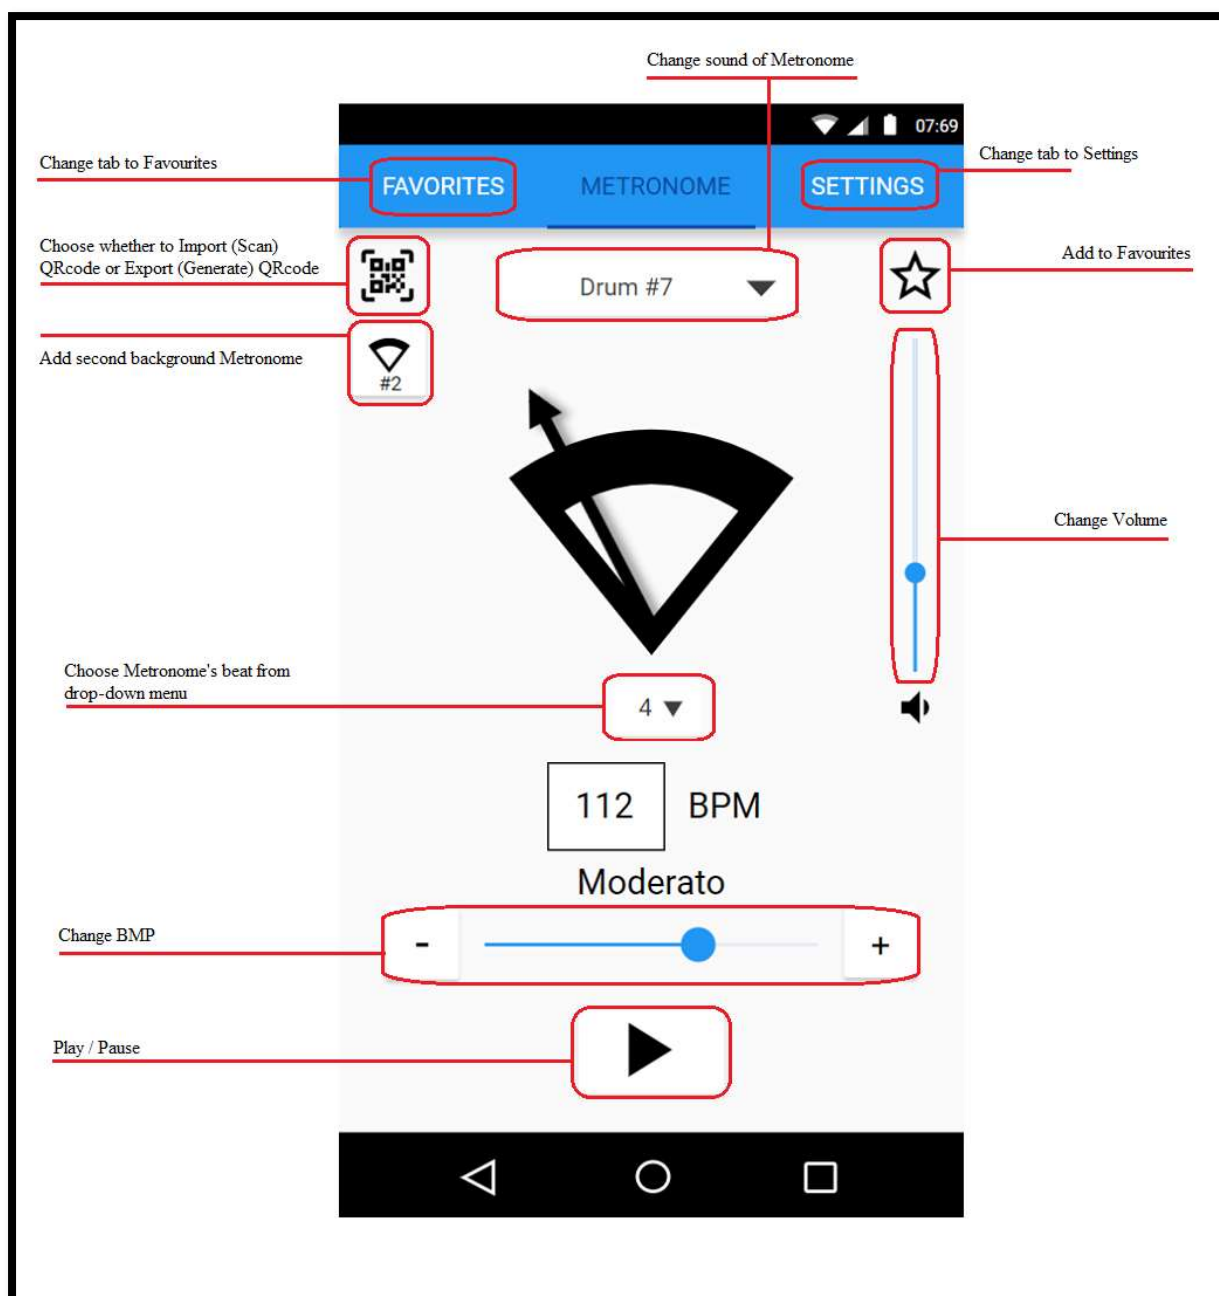 Change sound of Metronome
07:69
Change tab to Favourites
FAVORITES
METRONOME
SETTINGS
Change tab to Settings
Choose whether to Import (Scan)
QRcode or Export (Generate) QRcode
Drum #7
Add to Favourites
Add second background Metronome
#2
Change Volume
Choose Metronome's beat from
drop-down menu
4
112 BPM
Moderato
Change BMP
- +
Play / Pause